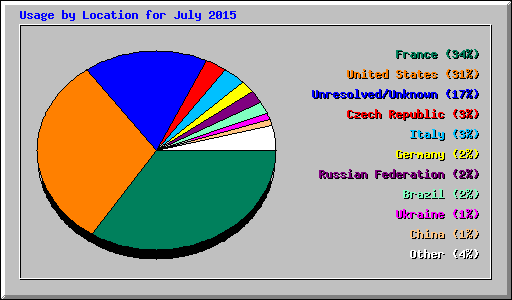 Usage by Location for July 2015
France (34%)
United States (31%)
Unresolved/Unknown (17%)
Czech Republic (3%)
Italy (3%)
Germany (2%)
Russian Federation (2%)
Brazil (2%)
Ukraine (1%)
China (1%)
Other (4%)